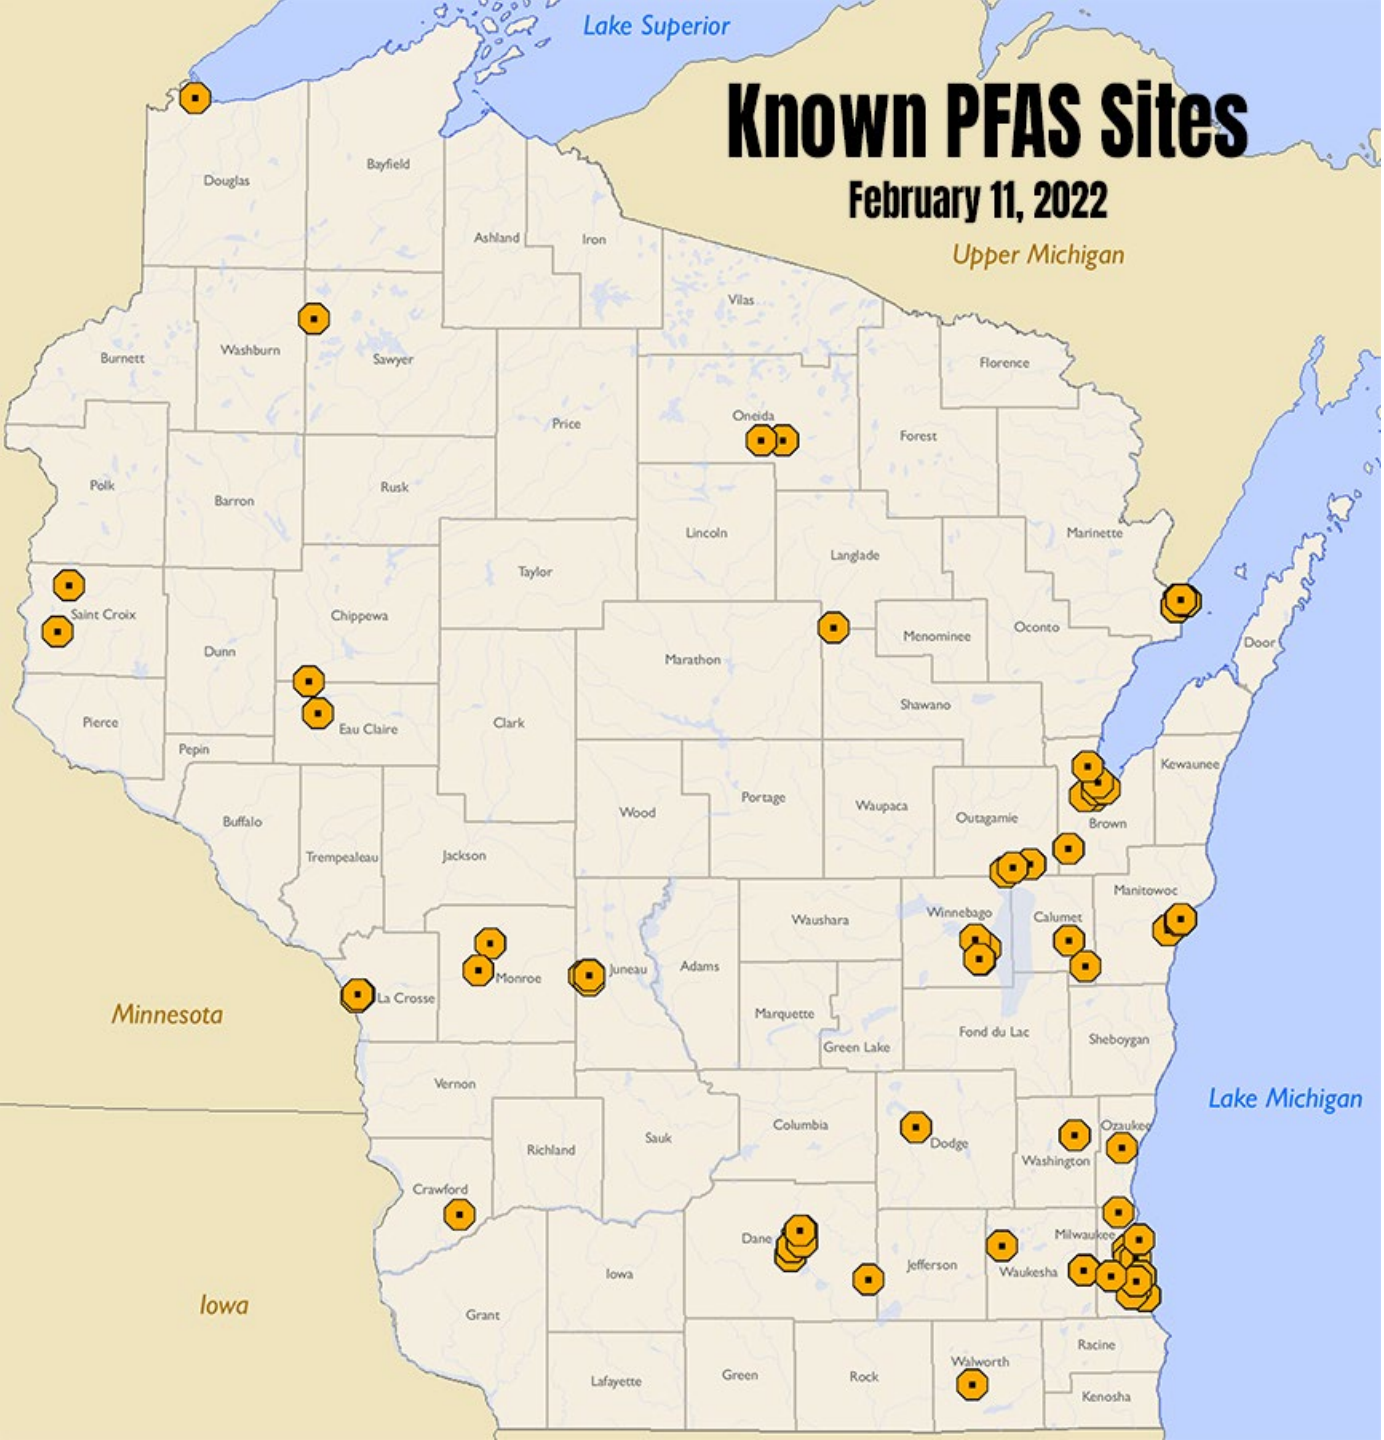 Lake Superior
Known PFAS Sites
February 11, 2022
Upper Michigan
Douglas
Bayfield
Ashland
Iron
Vilas
Burnett
Washburn
Sawyer
Florence
Price
Oneida
Forest
Polk
Barron
Rusk
Lincoln
Langlade
Marinette
Taylor
Saint Croix
Chippewa
Dunn
Menominee
Oconto
Door
Marathon
Shawano
Pierce
Eau Claire
Clark
Pepin
Kewaunee
Buffalo
Wood
Portage
Waupaca
Outagamie
Brown
Trempealeau
Jackson
Manitowoc
Waushara
Winnebago
Calumet
Monroe
Juneau
Adams
La Crosse
Minnesota
Marquette
Green Lake
Fond du Lac
Sheboygan
Vernon
Lake Michigan
Richland
Sauk
Columbia
Dodge
Washington
Ozaukee
Crawford
Dane
Iowa
Jefferson
Waukesha
Milwaukee
Iowa
Grant
Racine
Lafayette
Green
Rock
Walworth
Kenosha